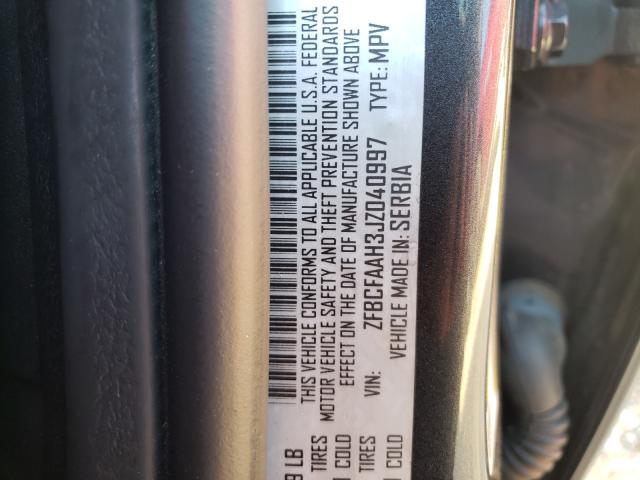 THIS VEHICLE CONFORMS TO ALL APPLICABLE U.S.A. FEDERAL
MOTOR VEHICLE SAFETY AND THEFT PREVENTION STANDARDS
EFFECT ON THE DATE OF MANUFACTURE SHOWN ABOVE
VIN: ZFBCFAAH3JZ040997 TYPE: MPV
VEHICLE MADE IN: SERBIA
LB
TIRES
COLD
TIRES
COLD